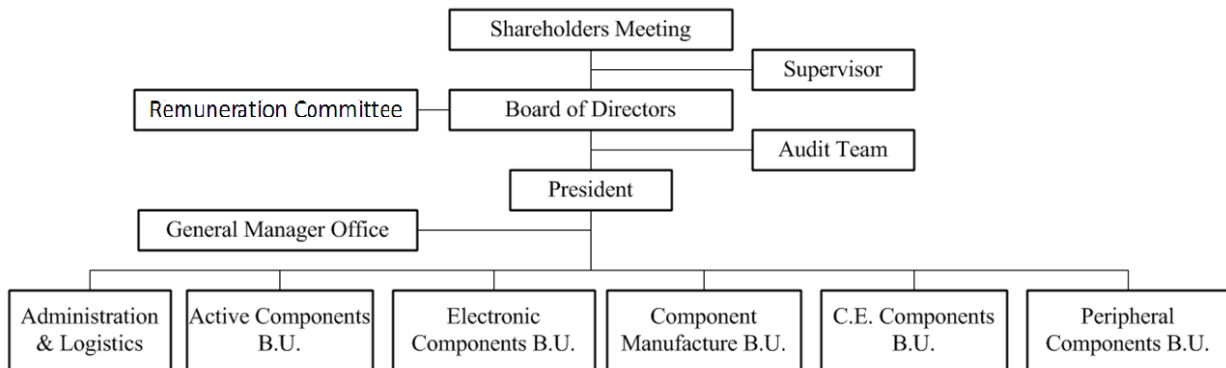 Shareholders Meeting
Supervisor
Remuneration Committee
Board of Directors
Audit Team
President
General Manager Office
Administration
& Logistics
Active Components
B.U.
Electronic
Components B.U.
Component
Manufacture B.U.
C.E. Components
B.U.
Peripheral
Components B.U.